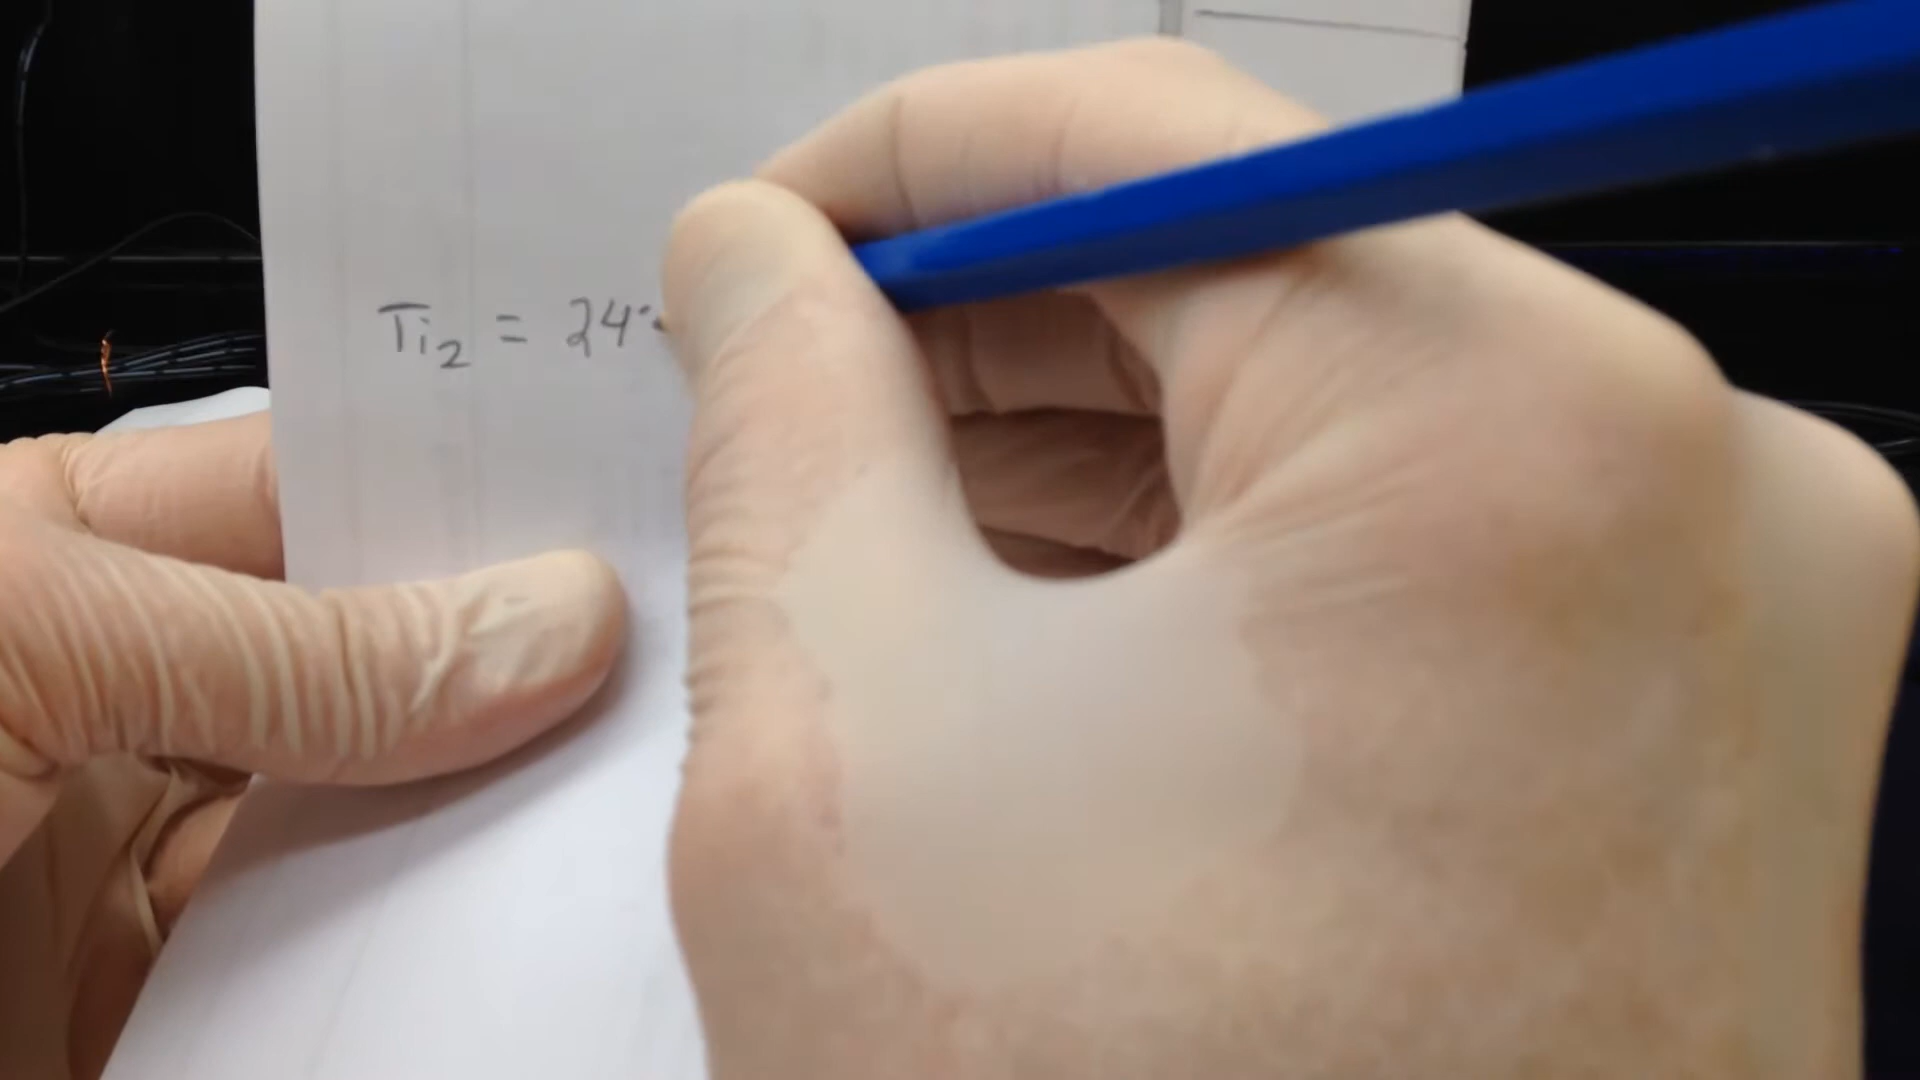 Ti₂ = 24°